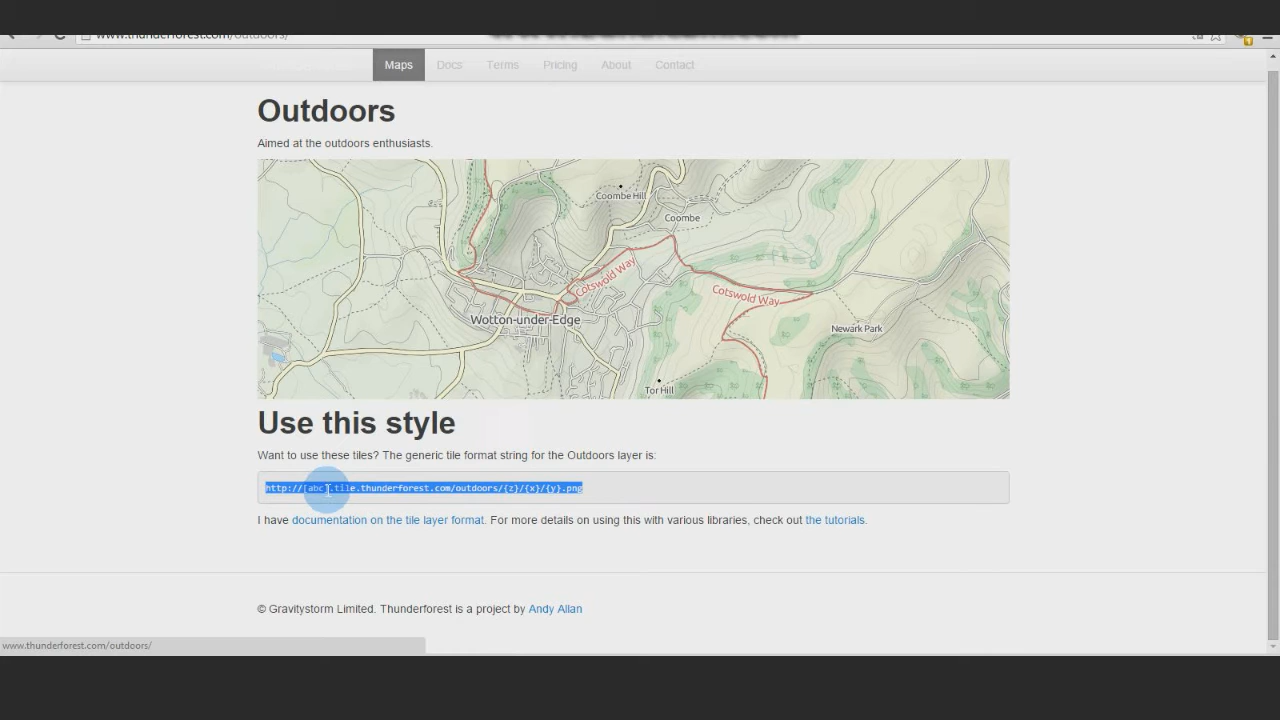 www.thunderforest.com/outdoors/
Maps Docs Terms Pricing About Contact
Outdoors
Aimed at the outdoors enthusiasts.
Coombe Hill
Coombe
Cotswold Way
Cotswold Way
Wotton-under-Edge
Newark Park
Tor Hill
Use this style
Want to use these tiles? The generic tile format string for the Outdoors layer is:
http://[abc].tile.thunderforest.com/outdoors/{z}/{x}/{y}.png
I have documentation on the tile layer format. For more details on using this with various libraries, check out the tutorials.
© Gravitystorm Limited. Thunderforest is a project by Andy Allan
www.thunderforest.com/outdoors/